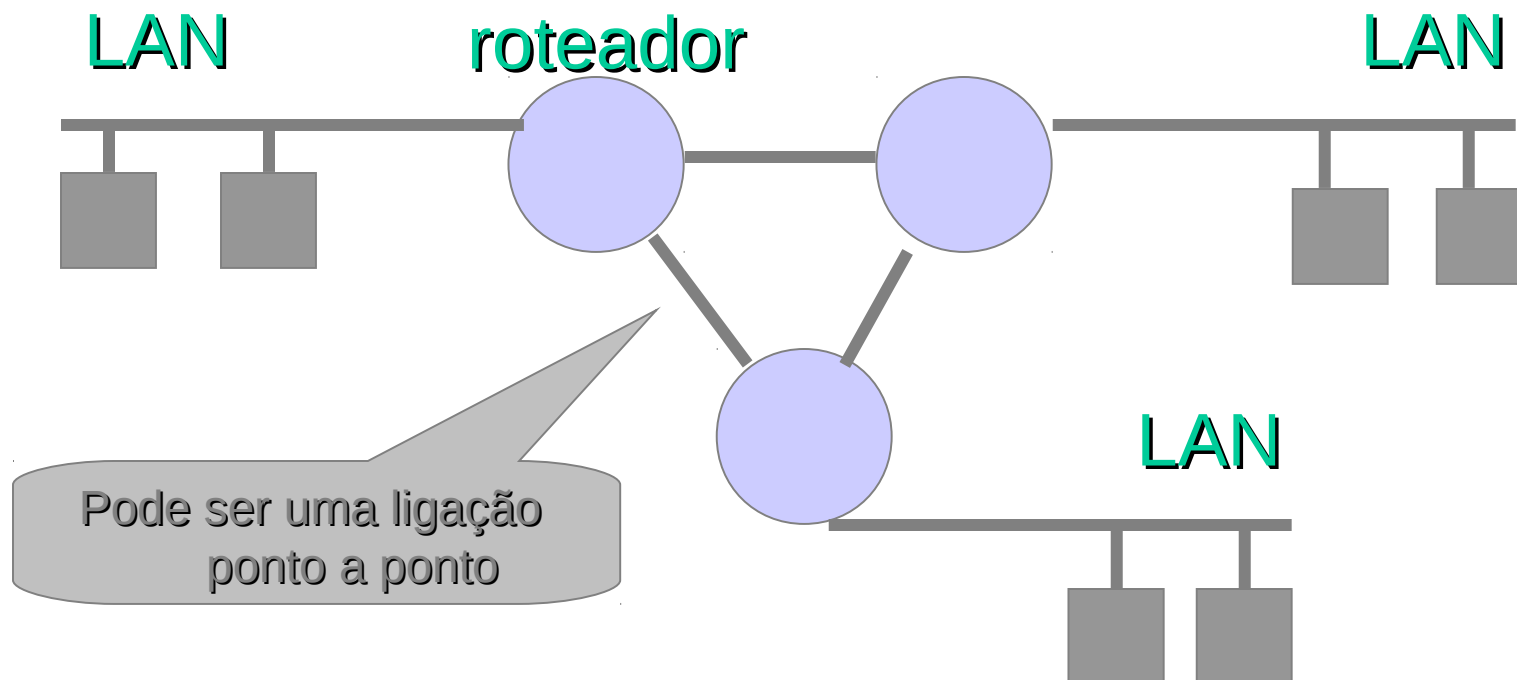 LAN
roteador
LAN
LAN
Pode ser uma ligação
ponto a ponto